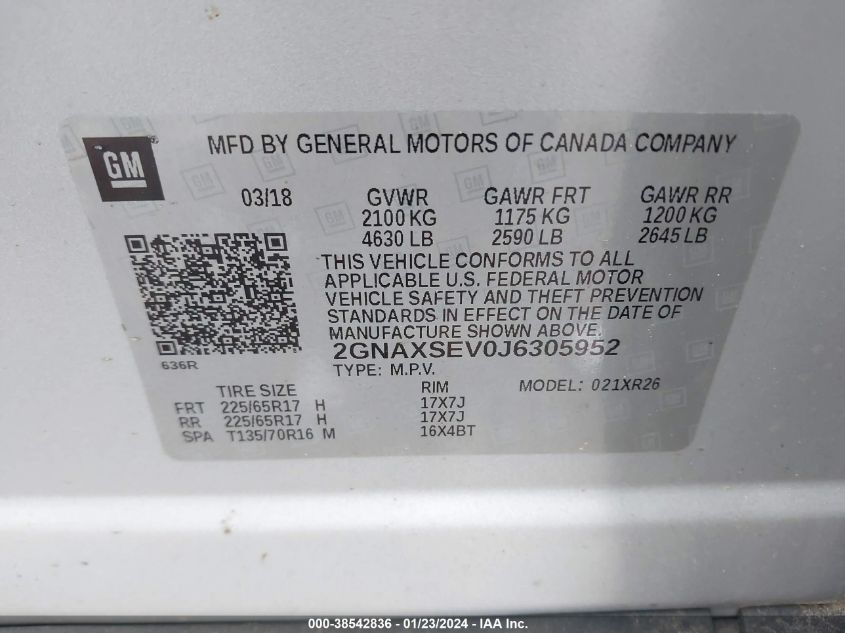 GM
MFD BY GENERAL MOTORS OF CANADA COMPANY
03/18 GVWR GAWR FRT GAWR RR
2100 KG 1175 KG 1200 KG
4630 LB 2590 LB 2645 LB
THIS VEHICLE CONFORMS TO ALL
APPLICABLE U.S. FEDERAL MOTOR
VEHICLE SAFETY AND THEFT PREVENTION
STANDARDS IN EFFECT ON THE DATE OF
MANUFACTURE SHOWN ABOVE.
2GNAXSEV0J6305952
636R
TYPE: M.P.V.
TIRE SIZE RIM MODEL: 021XR26
FRT 225/65R17 H 17X7J
RR 225/65R17 H 17X7J
SPA T135/70R16 M 16X4BT
000-38542836 - 01/23/2024 - IAA Inc.